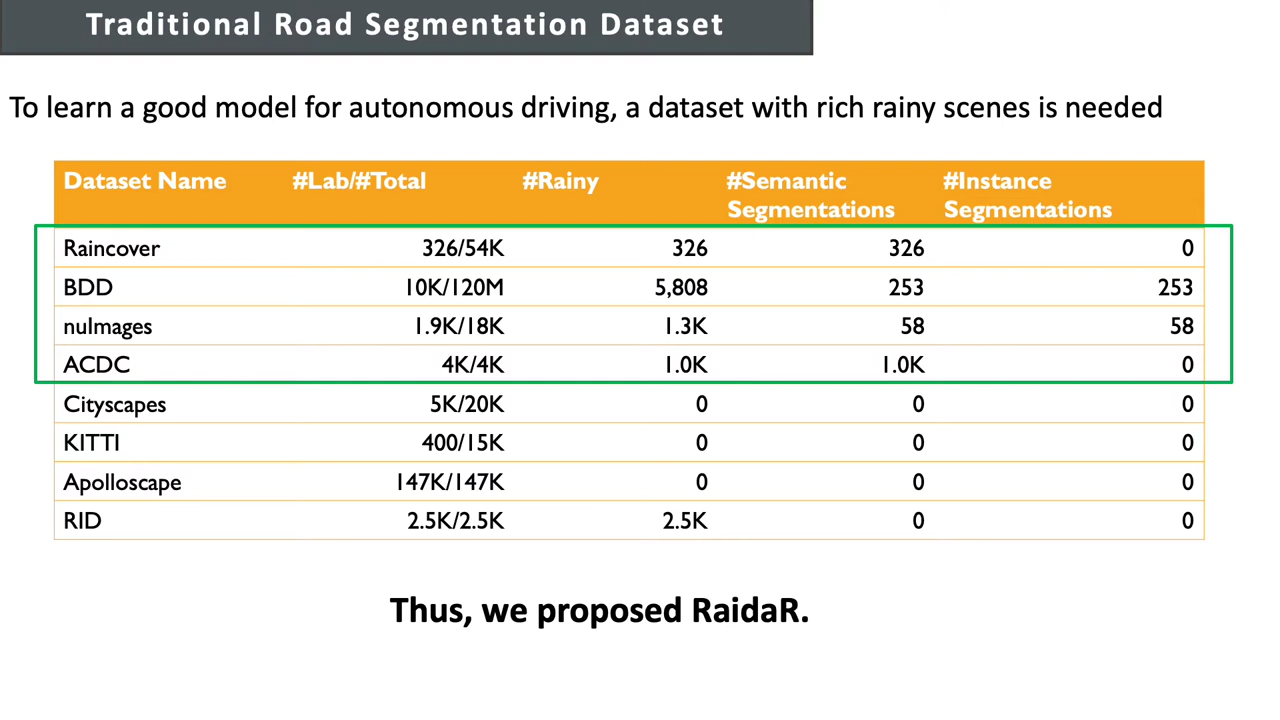 Traditional Road Segmentation Dataset
To learn a good model for autonomous driving, a dataset with rich rainy scenes is needed
Dataset Name #Lab/#Total #Rainy #Semantic Segmentations #Instance Segmentations
Raincover 326/54K 326 326 0
BDD 10K/120M 5,808 253 253
nuImages 1.9K/18K 1.3K 58 58
ACDC 4K/4K 1.0K 1.0K 0
Cityscapes 5K/20K 0 0 0
KITTI 400/15K 0 0 0
Apolloscape 147K/147K 0 0 0
RID 2.5K/2.5K 2.5K 0 0
Thus, we proposed RaidaR.